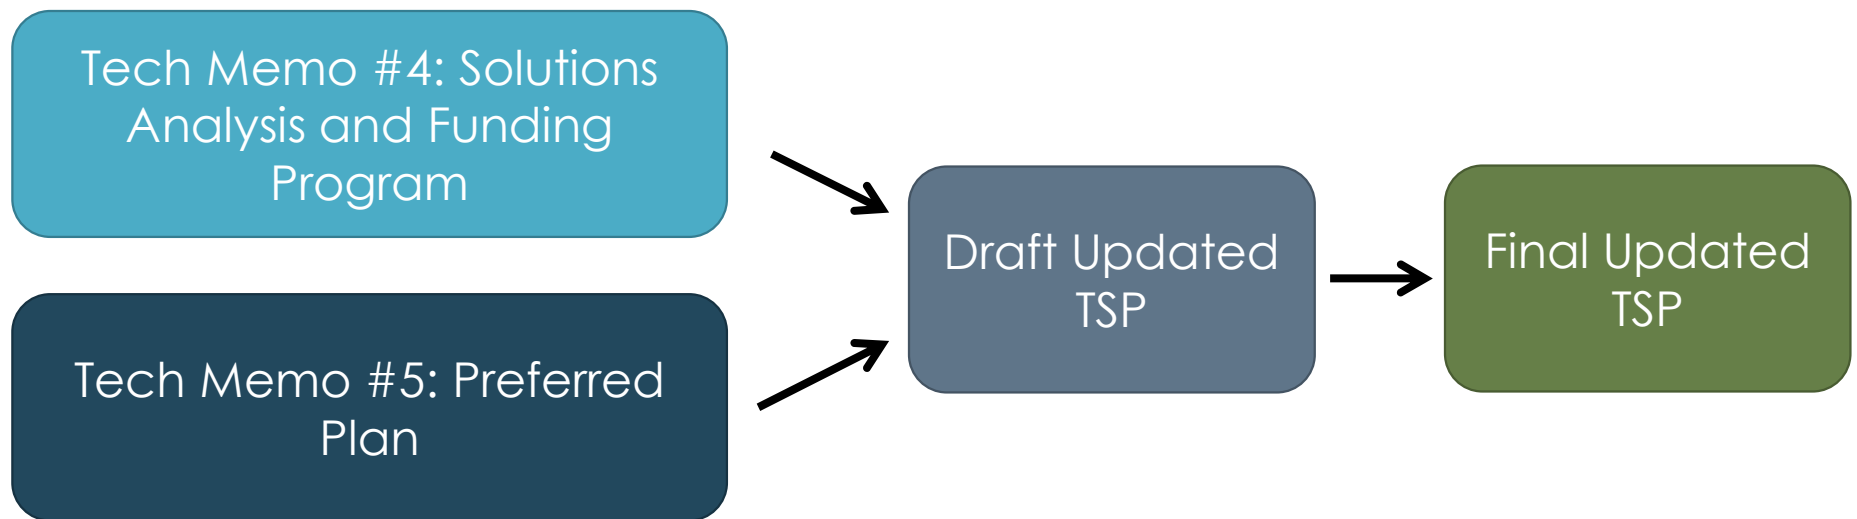 Tech Memo #4: Solutions
Analysis and Funding
Program
Tech Memo #5: Preferred
Plan
Draft Updated
TSP
Final Updated
TSP